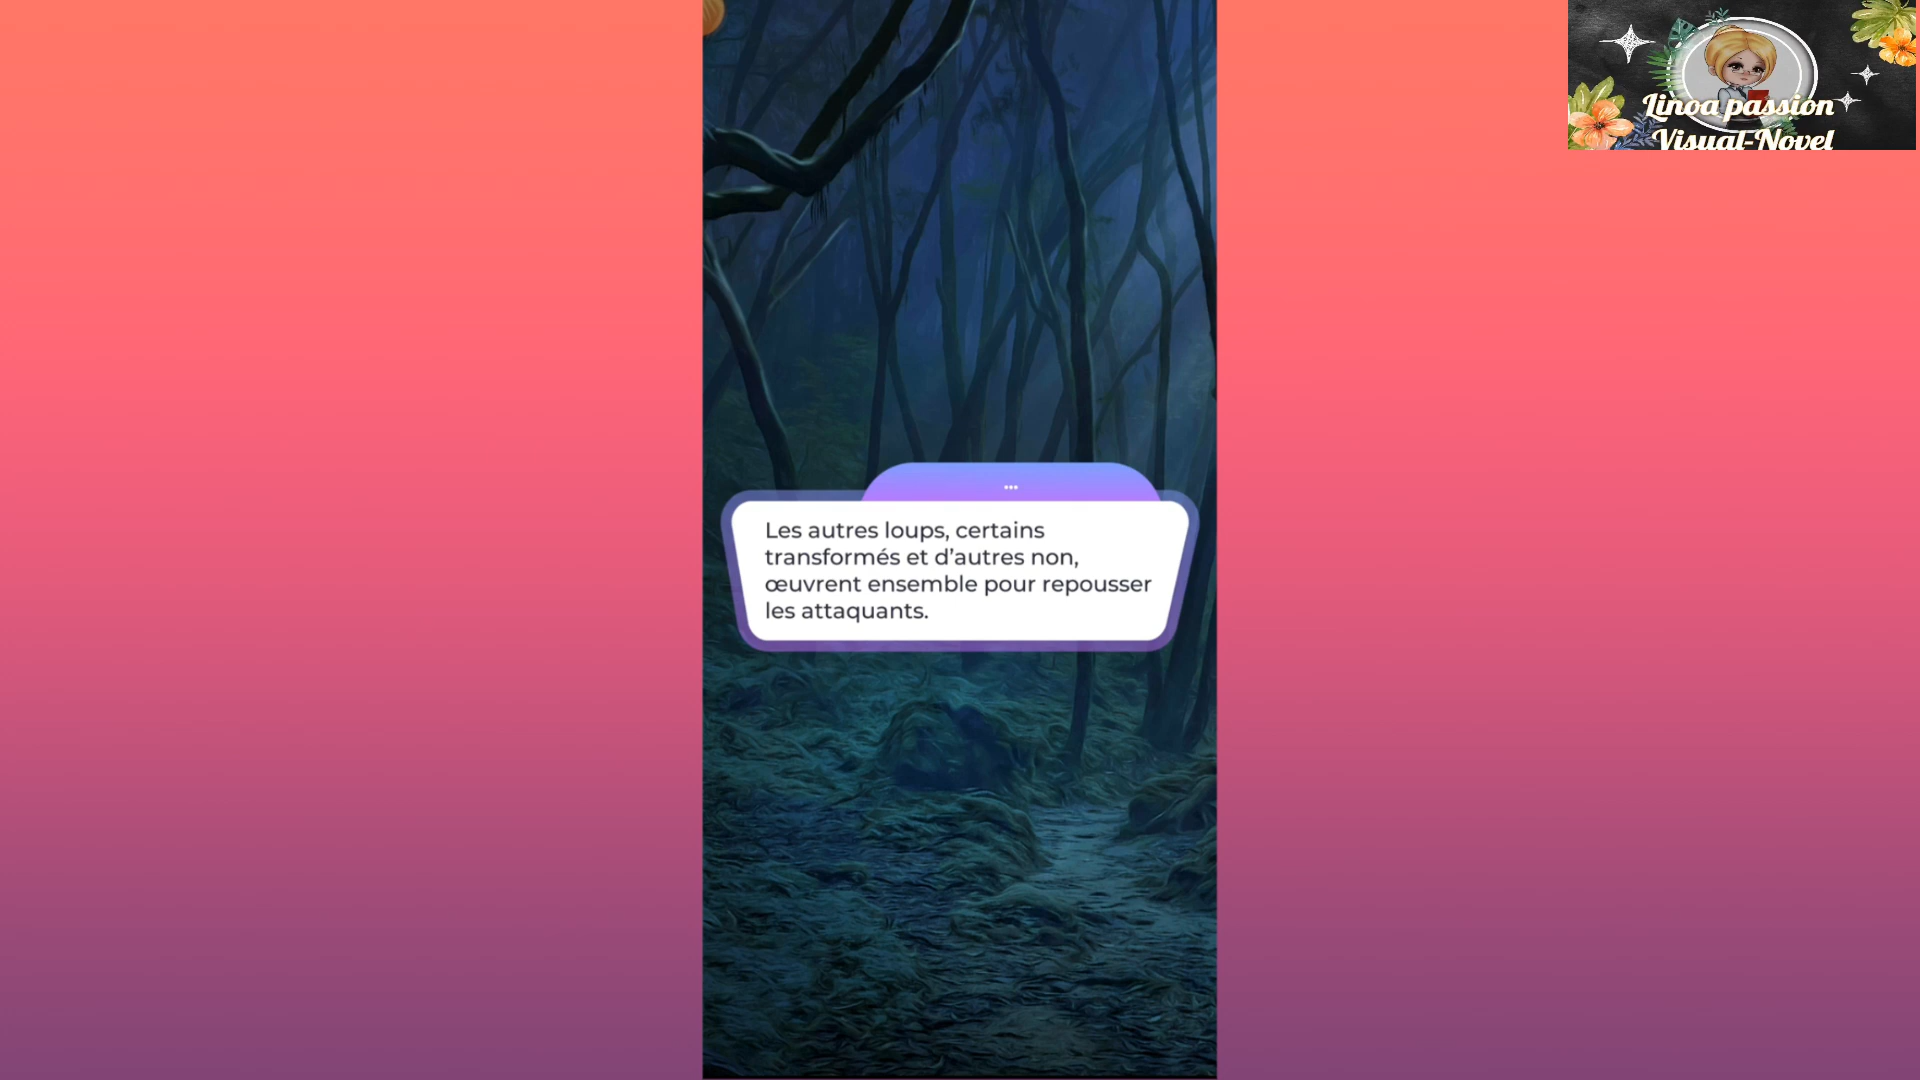 Linoa passion
Visual-Novel
...
Les autres loups, certains
transformés et d’autres non,
œuvrent ensemble pour repousser
les attaquants.